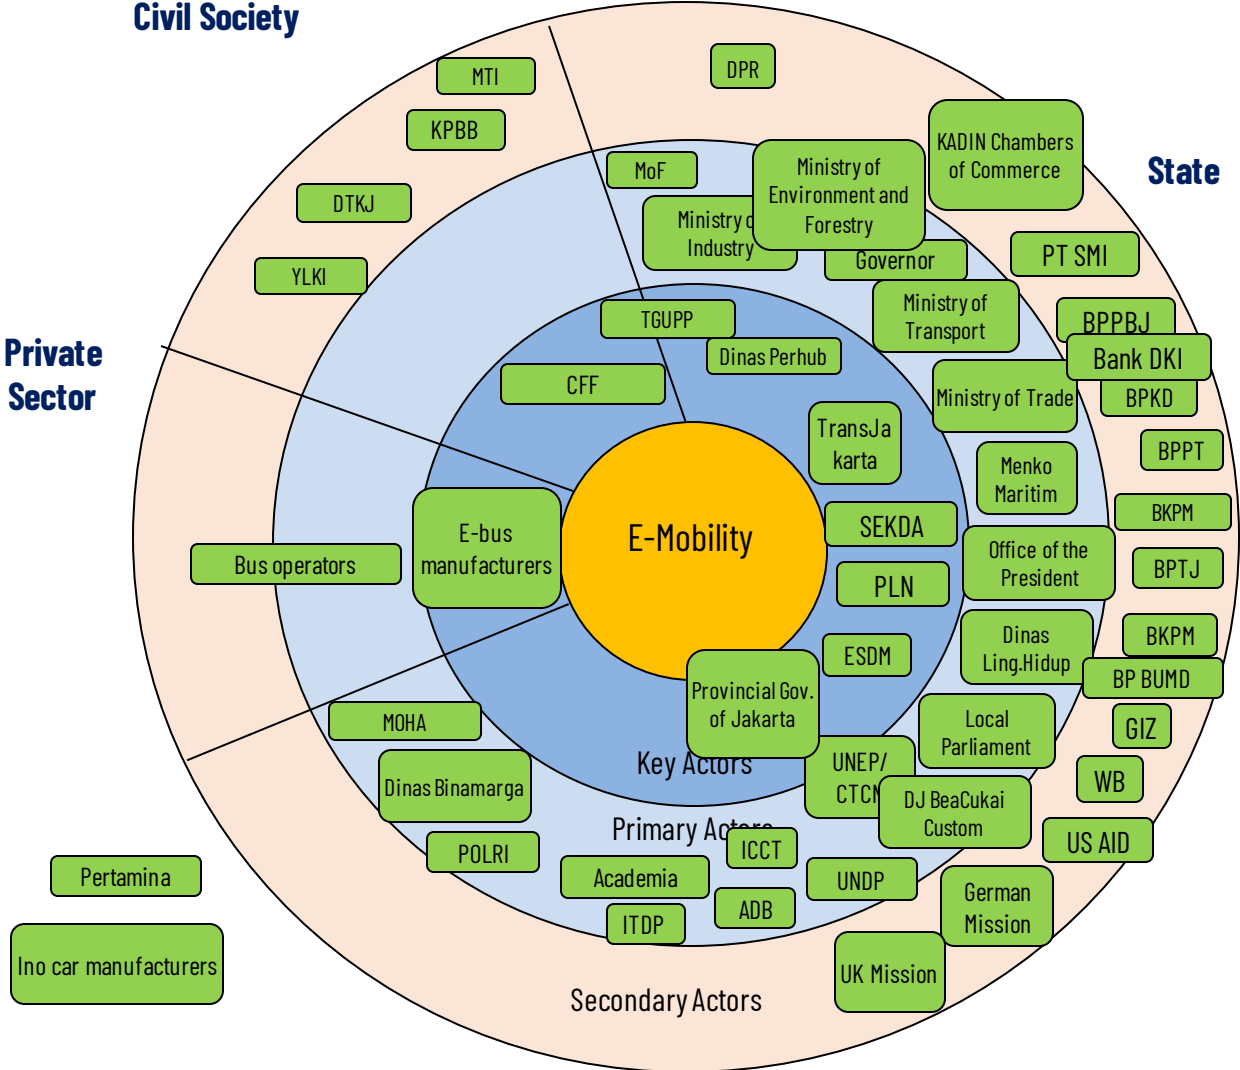 Civil Society
MTI
DPR
KPBB
KADIN Chambers
of Commerce
MoF
Ministry of
Environment and
Forestry
State
DTKJ
Ministry o
Industry
PT SMI
YLKI
Governor
TGUPP
Ministry of
Transport
BPPBJ
Private
Sector
Dinas Perhub
Bank DKI
CFF
Ministry of Trade
BPKD
TransJa
karta
BPPT
Menko
Maritim
E-bus
manufacturers
E-Mobility
SEKDA
BKPM
Bus operators
Office of the
President
BPTJ
PLN
Dinas
Ling.Hidup
BKPM
ESDM
BP BUMD
Provincial Gov.
of Jakarta
MOHA
Local
Parliament
GIZ
Key Actors
UNEP/
CTCN
WB
Dinas Binamarga
DJ BeaCukai
Custom
Primary Actors
US AID
POLRI
ICCT
Pertamina
Academia
UNDP
German
Mission
ITDP
ADB
Ino car manufacturers
UK Mission
Secondary Actors